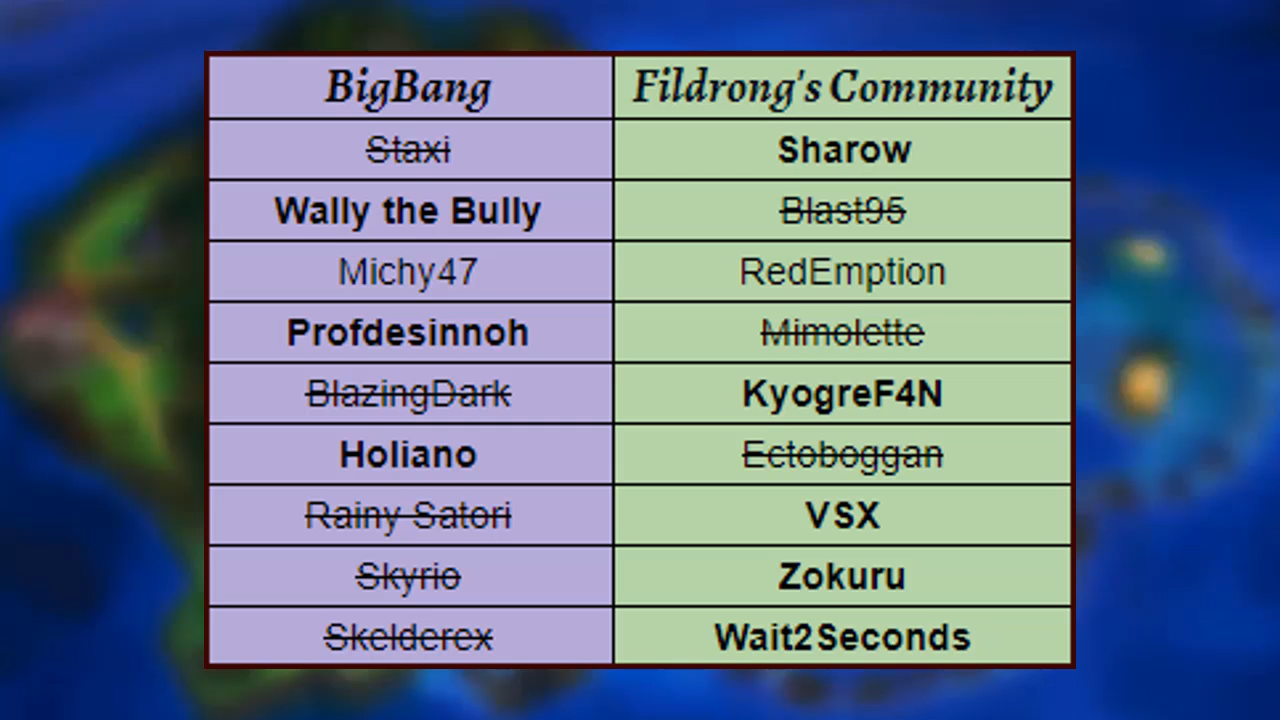 BigBang Fildrong's Community
Staxi Sharow
Wally the Bully Blast95
Michy47 RedEmption
Profdesinnoh Mimolette
BlazingDark KyogreF4N
Holiano Ectoboggan
Rainy Satori VSX
Skyrio Zokuru
Skelderex Wait2Seconds